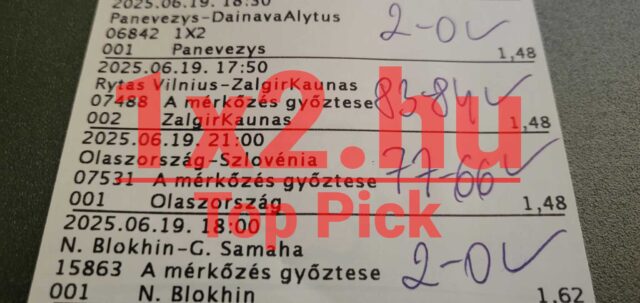 2025.06.19. 18:30
Panevezys-DainavaAlytus
06842 1X2
2-0 ✓
001 Panevezys
1,48
2025.06.19. 17:50
Rytas Vilnius-ZalgirKaunas
07488 A mérkőzés győztese
83-84 ✓
002 ZalgirKaunas
1,48
2025.06.19. 21:00
Olaszország-Szlovénia
07531 A mérkőzés győztese
77-66 ✓
001 Olaszország
1,48
2025.06.19. 18:00
N. Blokhin-G. Samaha
15863 A mérkőzés győztese
2-0 ✓
001 N. Blokhin
1,62
1x2.hu
Top Pick